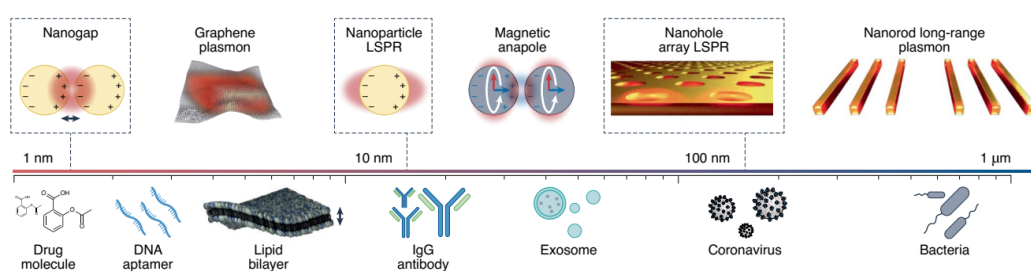 Nanogap
Graphene
plasmon
Nanoparticle
LSPR
Magnetic
anapole
Nanohole
array LSPR
Nanorod long-range
plasmon
1 nm
10 nm
100 nm
1 μm
O
OH
O
O
Drug
molecule
DNA
aptamer
Lipid
bilayer
IgG
antibody
Exosome
Coronavirus
Bacteria